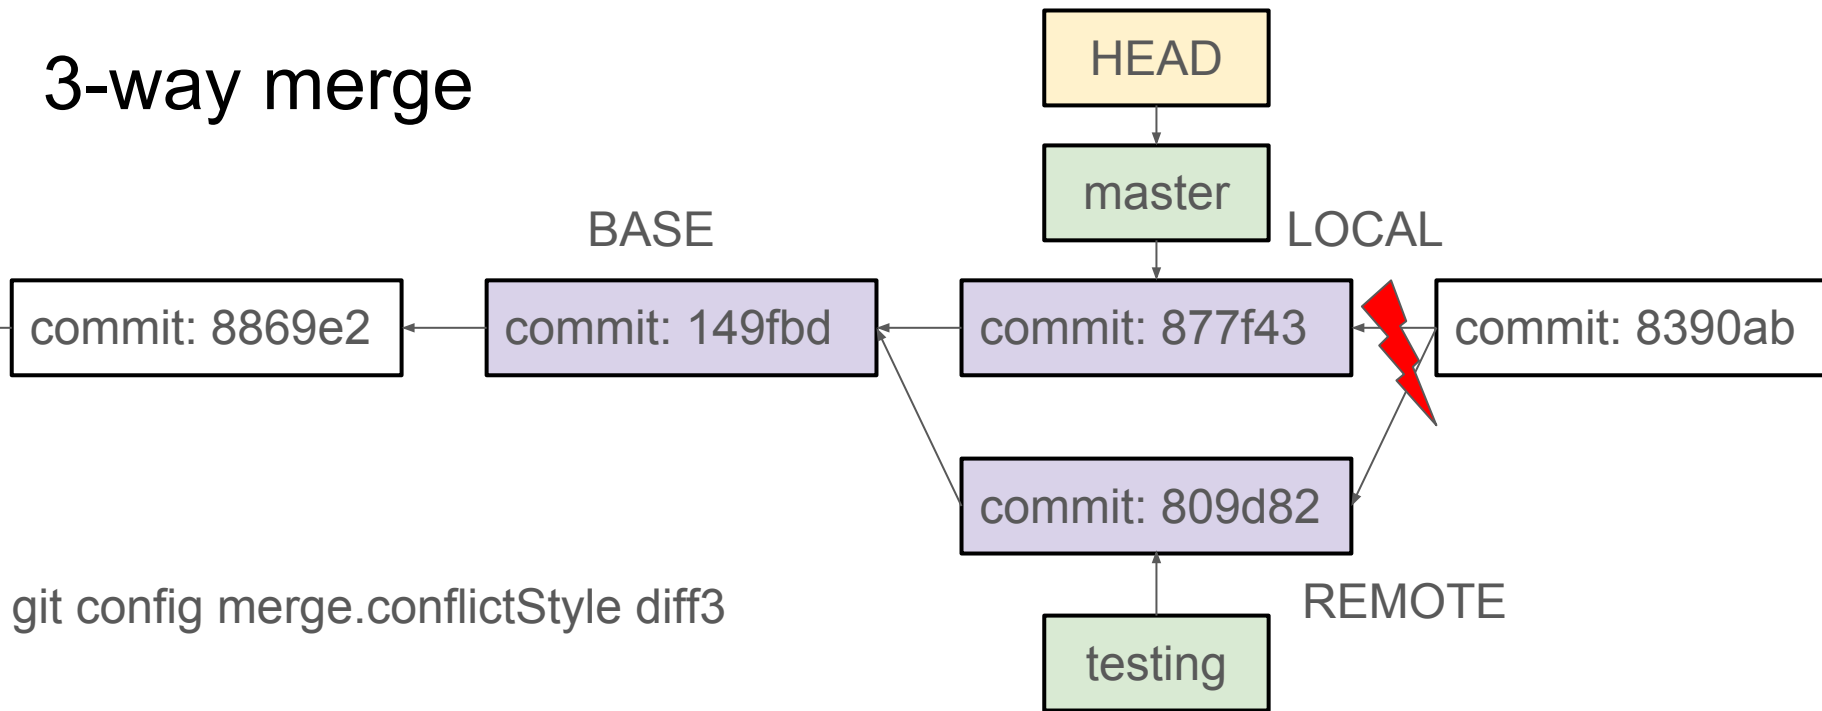 3-way merge
HEAD
master
BASE
LOCAL
commit: 8869e2
commit: 149fbd
commit: 877f43
commit: 8390ab
commit: 809d82
git config merge.conflictStyle diff3
REMOTE
testing